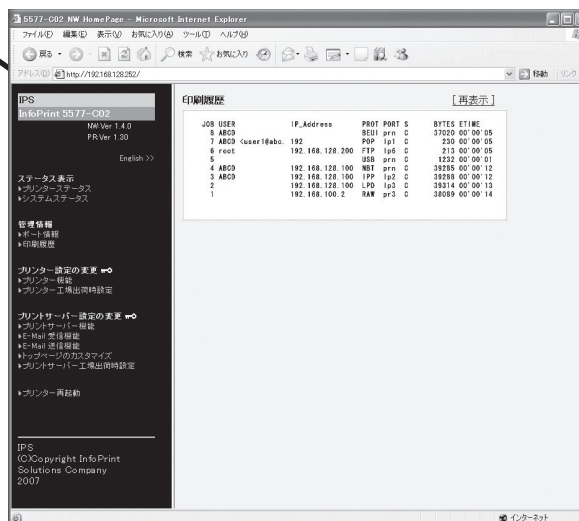 5577-C02 NW HomePage - Microsoft Internet Explorer
ファイル(F) 編集(E) 表示(V) お気に入り(A) ツール(T) ヘルプ(H)
戻る 検索 お気に入り
アドレス(D) http://192.168.128.252/ 移動 リンク
IPS
InfoPrint 5577-C02
NW Ver 1.4.0
PR Ver 1.30
English >>
ステータス表示
プリンターステータス
システムステータス
管理情報
ポート情報
印刷履歴
プリンター設定の変更
プリンター機能
プリンター工場出荷時設定
プリントサーバー設定の変更
プリントサーバー機能
E-Mail 受信機能
E-Mail 送信機能
トップページのカスタマイズ
プリントサーバー工場出荷時設定
プリンター再起動
IPS
(C)Copyright InfoPrint
Solutions Company
2007
印刷履歴 [再表示]
JOB USER IP_Address PROT PORT S BYTES ETIME
8 ABCD BEUI prn C 37020 00'00'05
7 ABCD <user1@abc. 192 POP lp1 C 230 00'00'05
6 root 192.168.128.200 FTP lp6 C 213 00'00'05
5 USB prn C 1232 00'00'01
4 ABCD 192.168.128.100 NBT prn C 39285 00'00'12
3 ABCD 192.168.128.100 IPP lp2 C 39288 00'00'12
2 192.168.128.100 LPD lp3 C 39314 00'00'13
1 192.168.100.2 RAW pr3 C 38089 00'00'14
インターネット